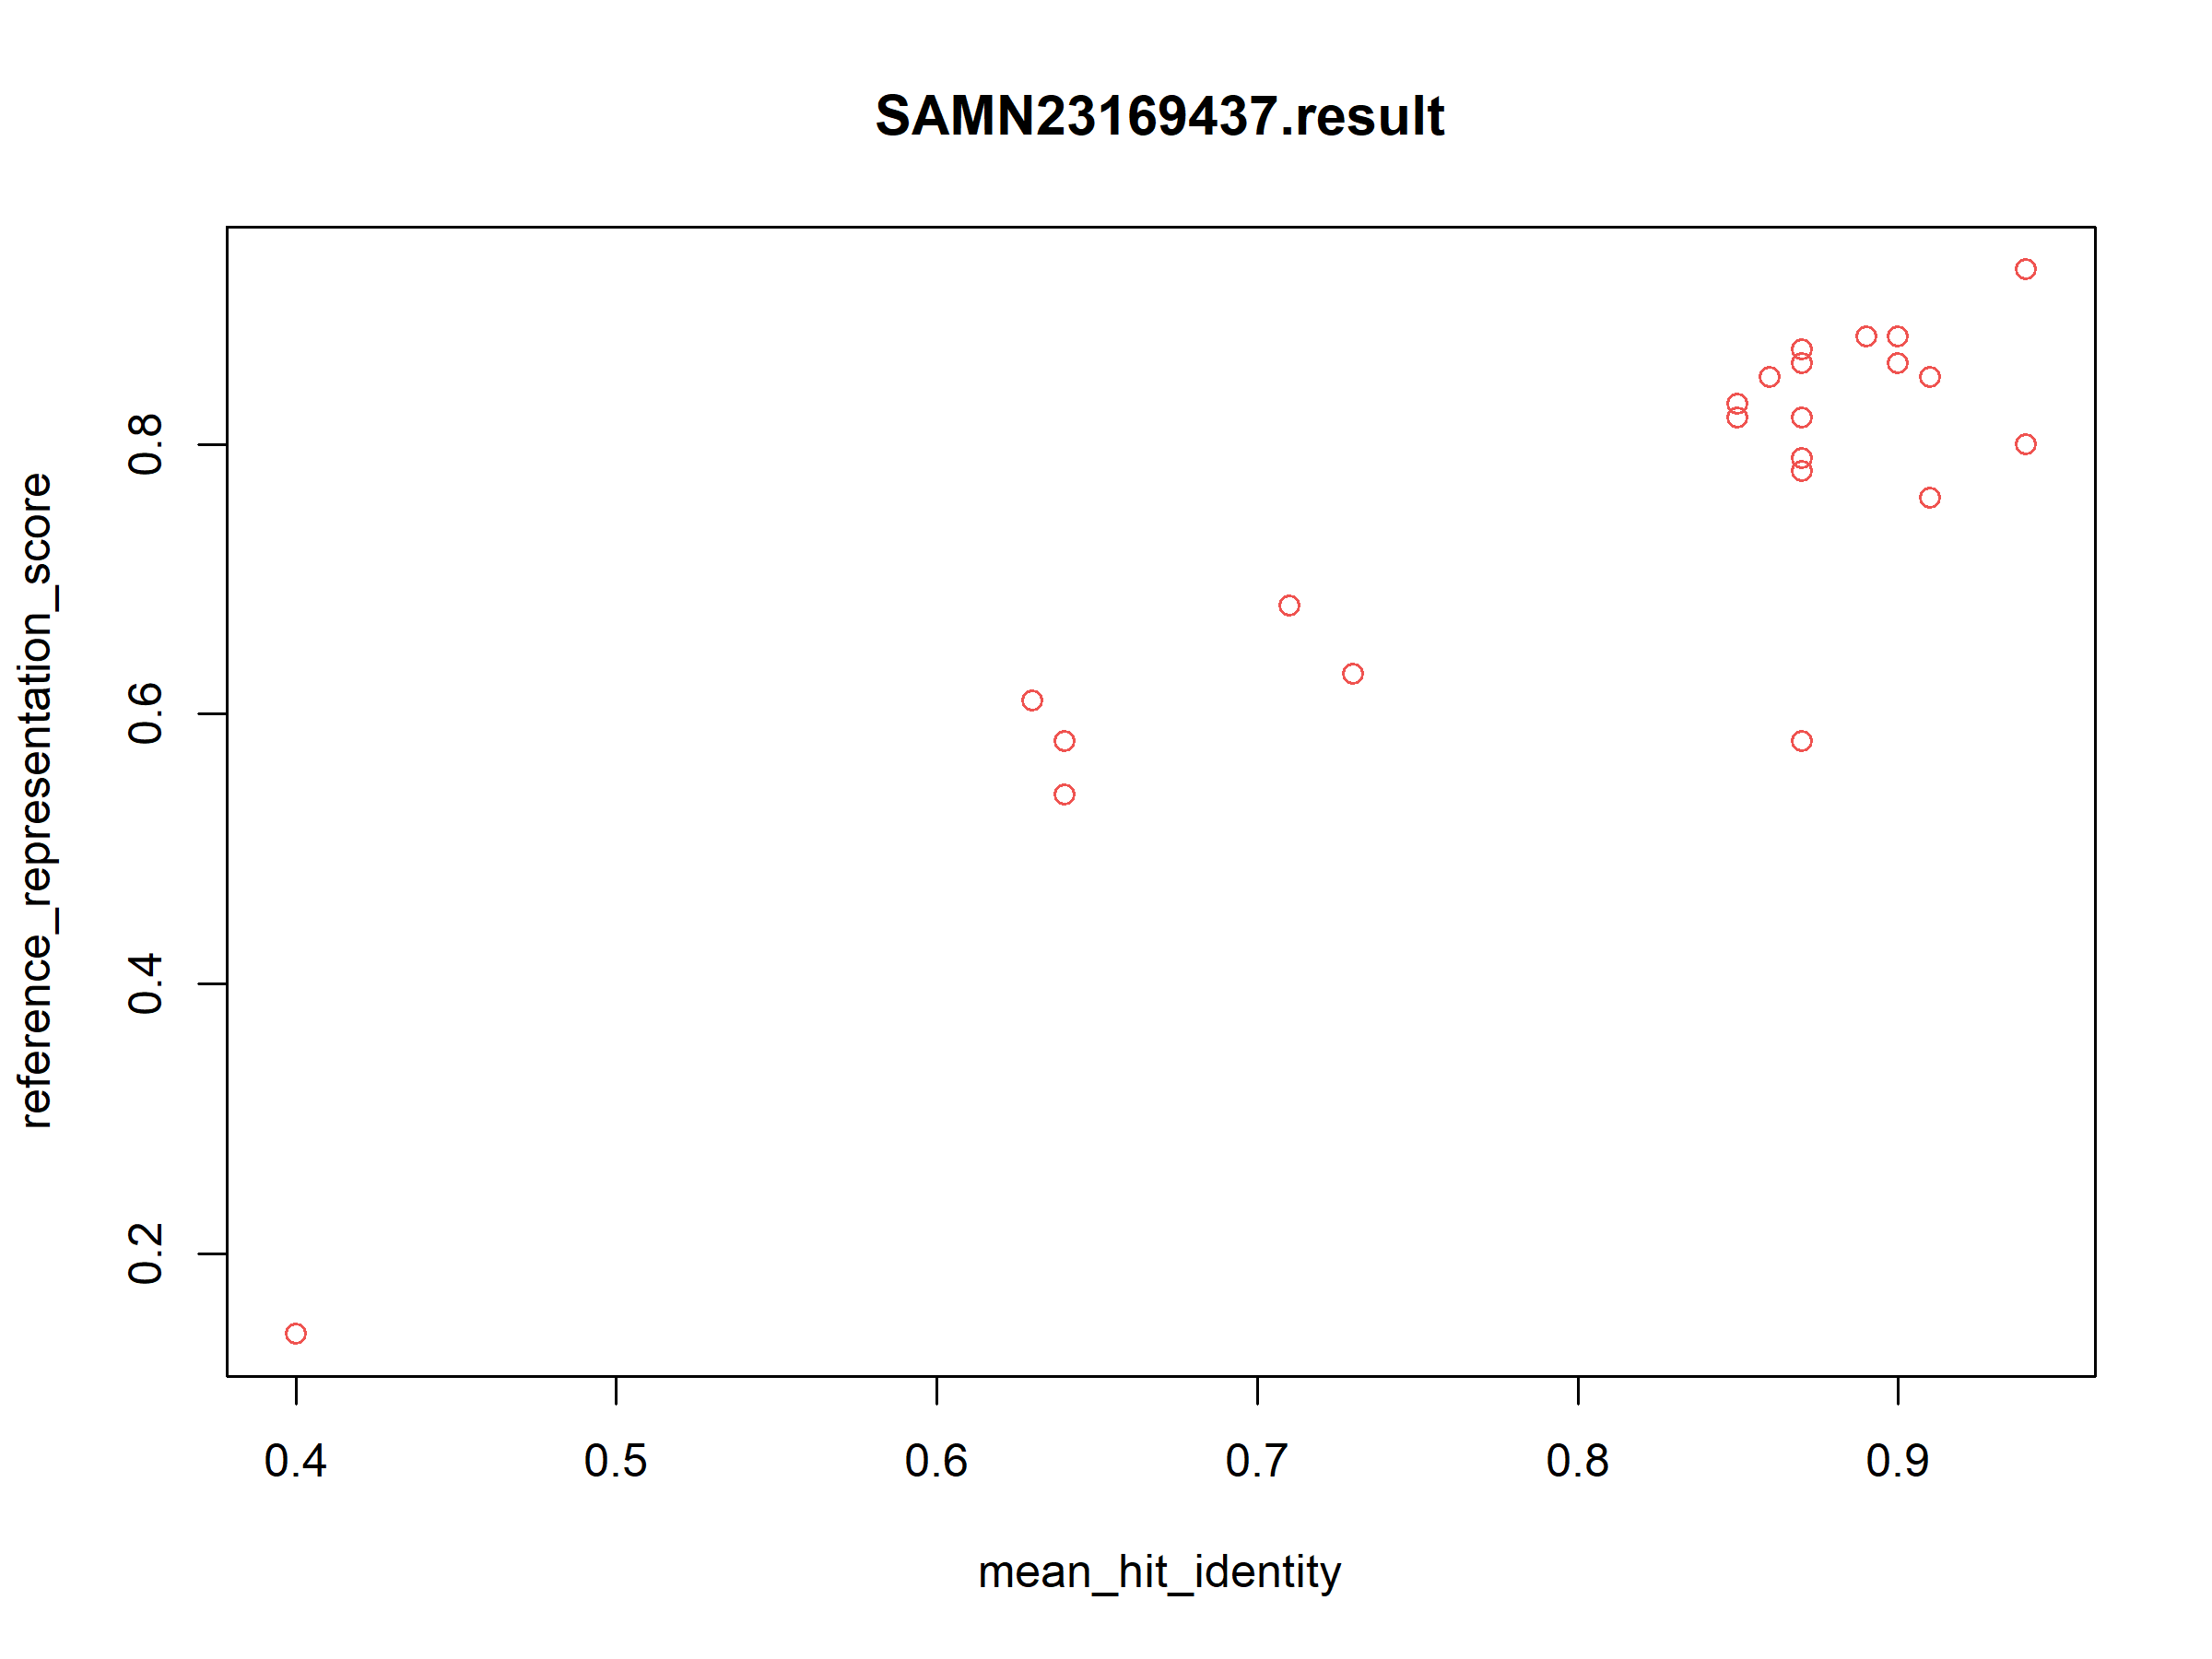 SAMN23169437.result
reference_representation_score
0.8
0.6
0.4
0.2
0.4 0.5 0.6 0.7 0.8 0.9
mean_hit_identity